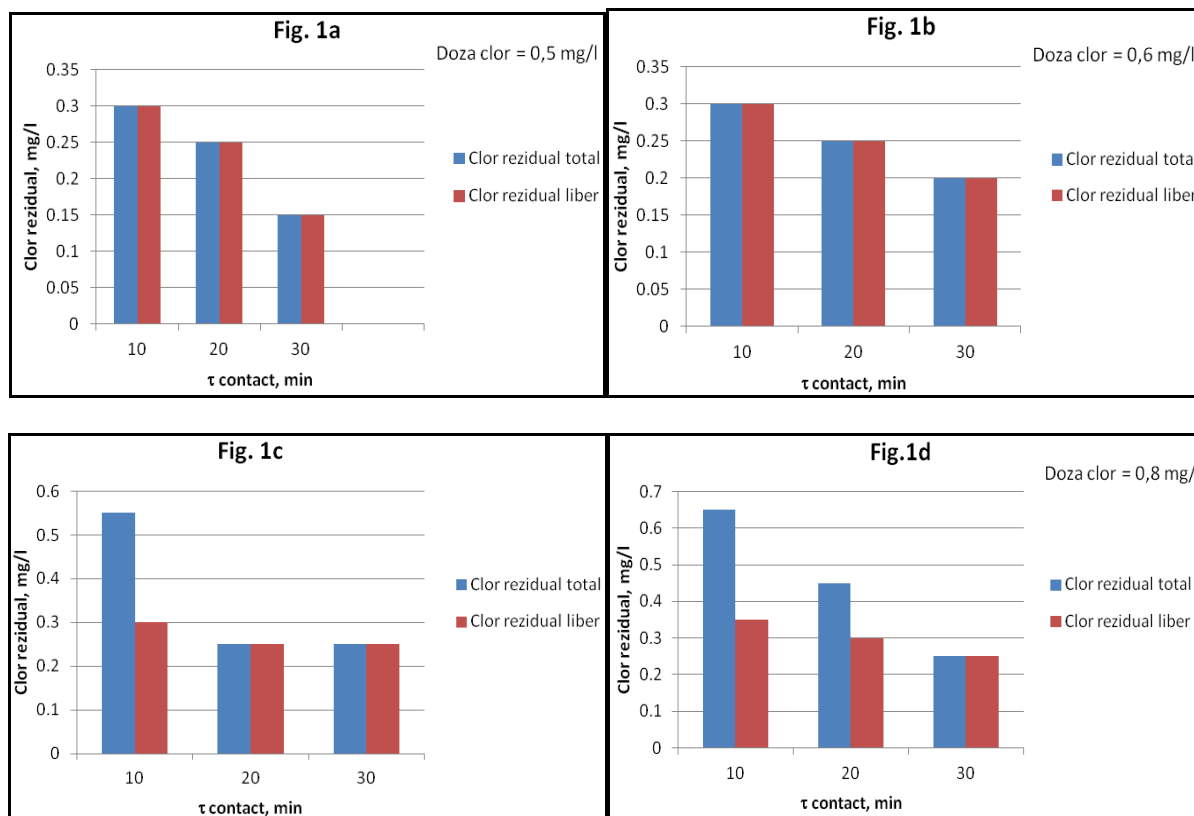 Fig. 1a
Doza clor = 0,5 mg/l
0.35
0.3
0.25
0.2
0.15
0.1
0.05
0
Clor rezidual, mg/l
10 20 30
τ contact, min
Clor rezidual total
Clor rezidual liber
Fig. 1b
Doza clor = 0,6 mg/l
0.35
0.3
0.25
0.2
0.15
0.1
0.05
0
Clor rezidual, mg/l
10 20 30
τ contact, min
Clor rezidual total
Clor rezidual liber
Fig. 1c
0.6
0.5
0.4
0.3
0.2
0.1
0
Clor rezidual, mg/l
10 20 30
τ contact, min
Clor rezidual total
Clor rezidual liber
Fig.1d
Doza clor = 0,8 mg/
0.7
0.6
0.5
0.4
0.3
0.2
0.1
0
Clor rezidual, mg/l
10 20 30
τ contact, min
Clor rezidual total
Clor rezidual liber